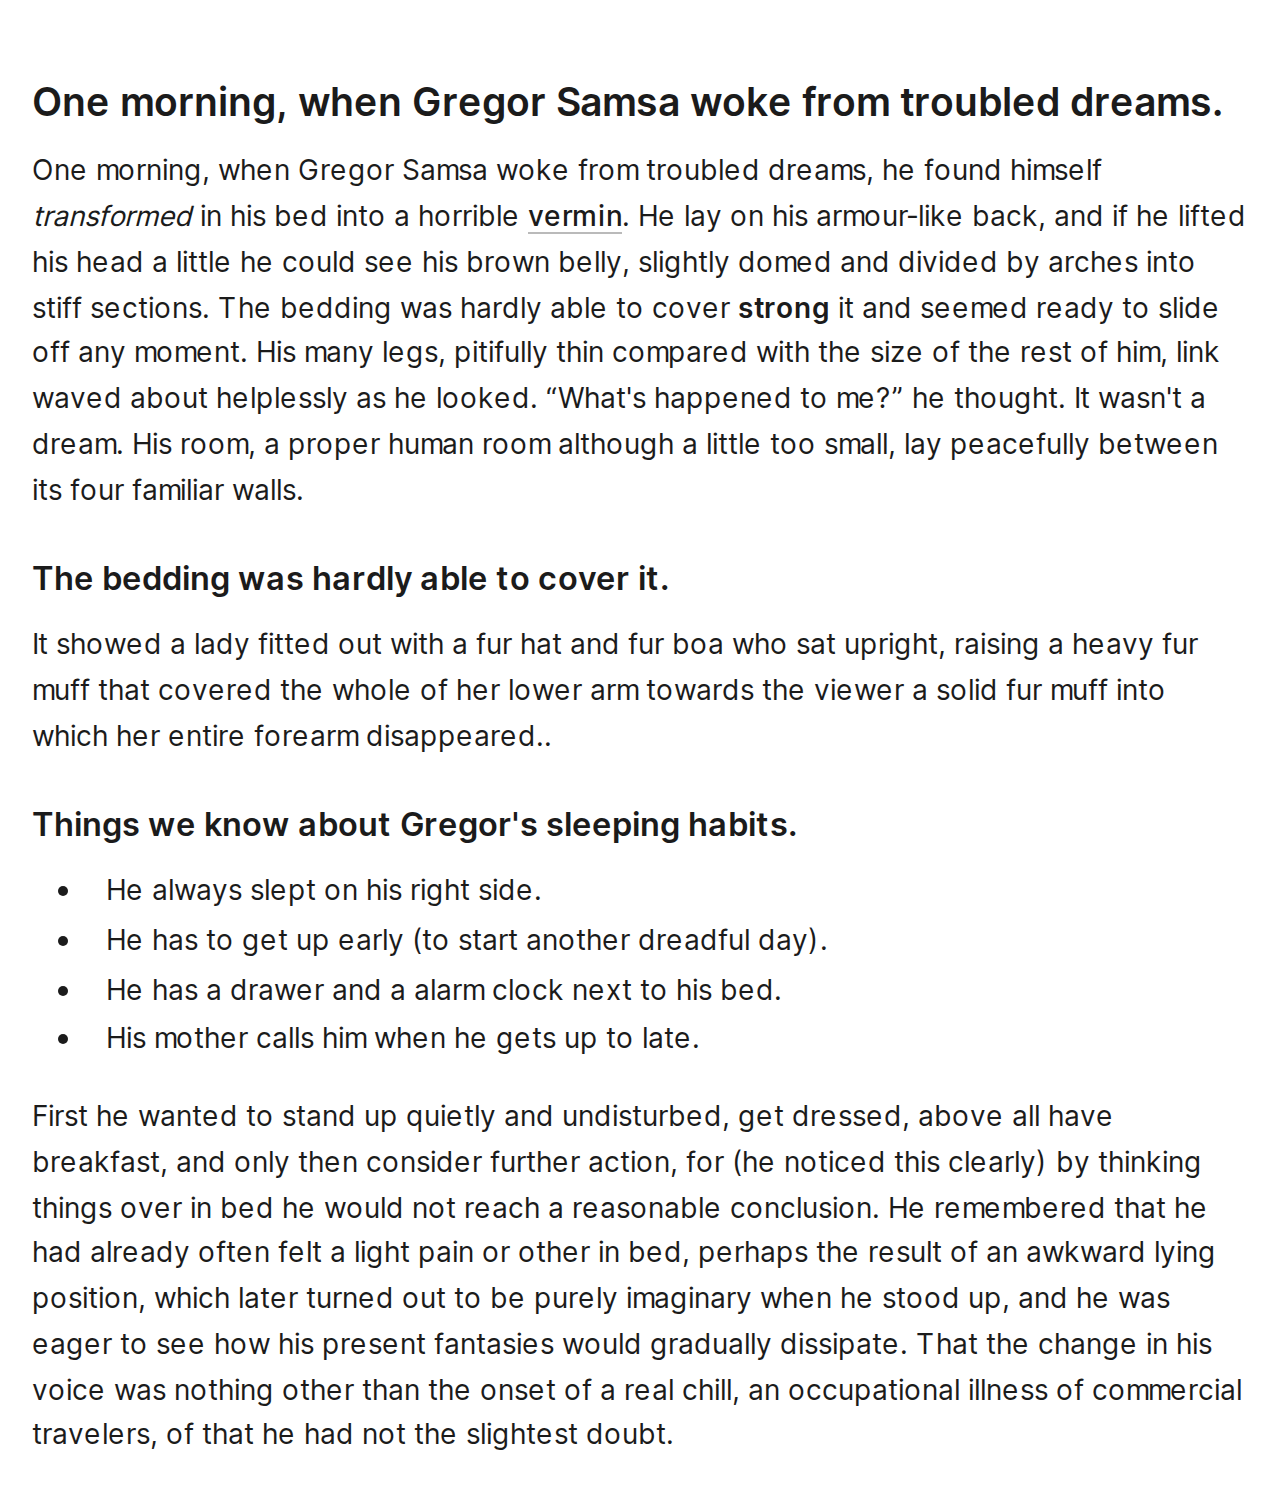 One morning, when Gregor Samsa woke from troubled dreams.
One morning, when Gregor Samsa woke from troubled dreams, he found himself
transformed in his bed into a horrible vermin. He lay on his armour-like back, and if he lifted
his head a little he could see his brown belly, slightly domed and divided by arches into
stiff sections. The bedding was hardly able to cover strong it and seemed ready to slide
off any moment. His many legs, pitifully thin compared with the size of the rest of him, link
waved about helplessly as he looked. “What's happened to me?” he thought. It wasn't a
dream. His room, a proper human room although a little too small, lay peacefully between
its four familiar walls.
The bedding was hardly able to cover it.
It showed a lady fitted out with a fur hat and fur boa who sat upright, raising a heavy fur
muff that covered the whole of her lower arm towards the viewer a solid fur muff into
which her entire forearm disappeared..
Things we know about Gregor's sleeping habits.
• He always slept on his right side.
• He has to get up early (to start another dreadful day).
• He has a drawer and a alarm clock next to his bed.
• His mother calls him when he gets up to late.
First he wanted to stand up quietly and undisturbed, get dressed, above all have
breakfast, and only then consider further action, for (he noticed this clearly) by thinking
things over in bed he would not reach a reasonable conclusion. He remembered that he
had already often felt a light pain or other in bed, perhaps the result of an awkward lying
position, which later turned out to be purely imaginary when he stood up, and he was
eager to see how his present fantasies would gradually dissipate. That the change in his
voice was nothing other than the onset of a real chill, an occupational illness of commercial
travelers, of that he had not the slightest doubt.